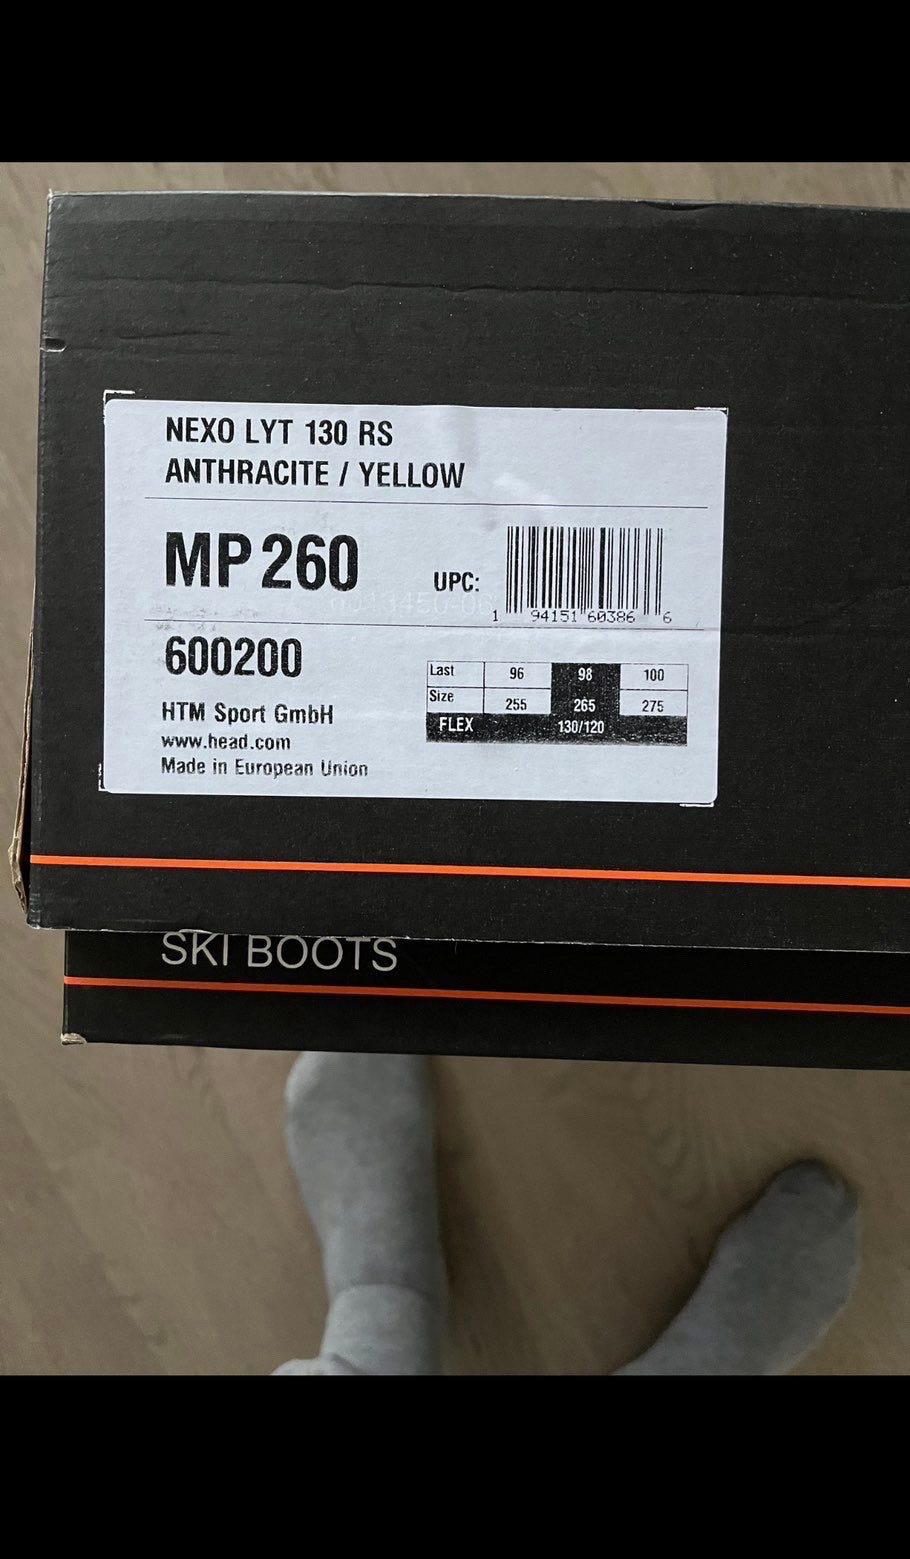 NEXO LYT 130 RS
ANTHRACITE / YELLOW
MP 260
UPC:
1 94151 60386 6
600200
HTM Sport GmbH
www.head.com
Made in European Union
Last 96 98 100
Size 255 265 275
FLEX 130/120
SKI BOOTS